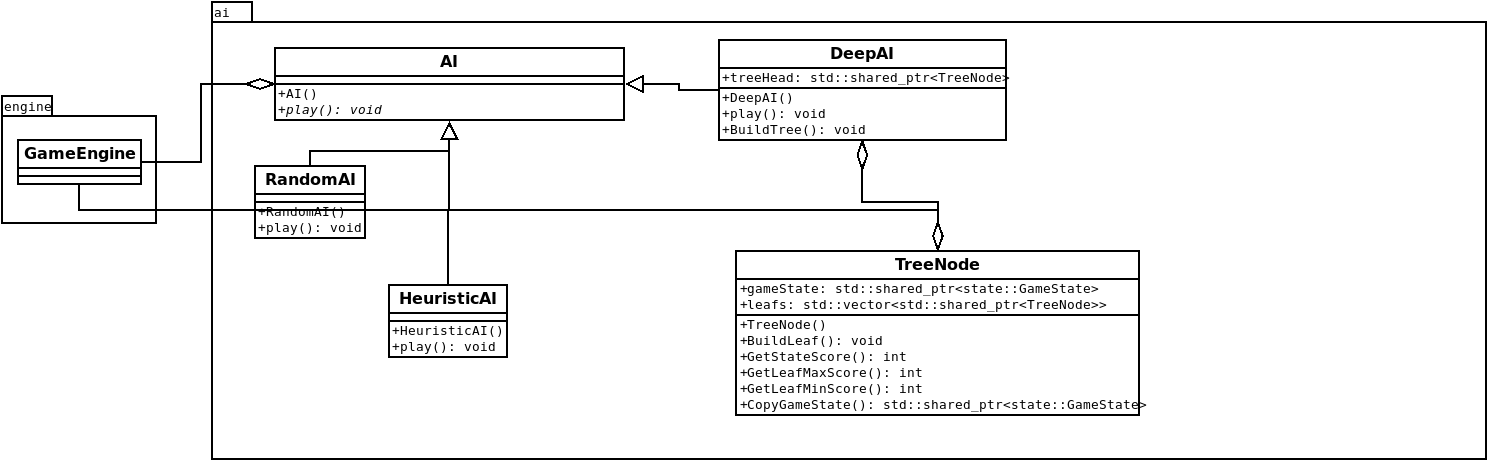 ai
engine
GameEngine
AI
+AI()
+play(): void
DeepAI
+treeHead: std::shared_ptr<TreeNode>
+DeepAI()
+play(): void
+BuildTree(): void
RandomAI
+RandomAI()
+play(): void
HeuristicAI
+HeuristicAI()
+play(): void
TreeNode
+gameState: std::shared_ptr<state::GameState>
+leafs: std::vector<std::shared_ptr<TreeNode>>
+TreeNode()
+BuildLeaf(): void
+GetStateScore(): int
+GetLeafMaxScore(): int
+GetLeafMinScore(): int
+CopyGameState(): std::shared_ptr<state::GameState>